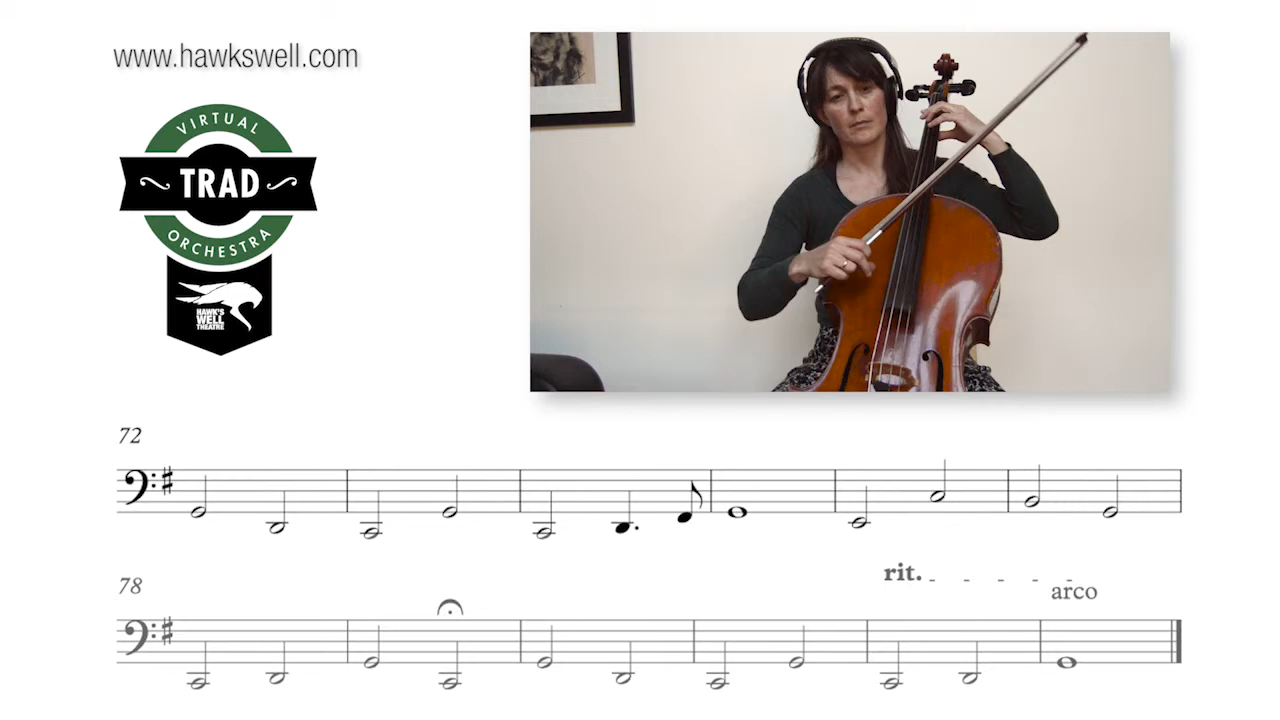 www.hawkswell.com
VIRTUAL
TRAD
ORCHESTRA
HAWK'S
WELL
THEATRE
72
78
rit.
arco